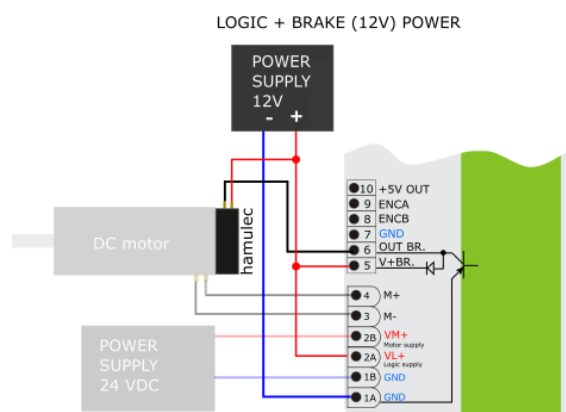 LOGIC + BRAKE (12V) POWER
POWER
SUPPLY
12V
- +
10 +5V OUT
9 ENCA
8 ENCB
7 GND
6 OUT BR.
5 V+BR.
DC motor
hamulec
4 M+
3 M-
2B VM+
Motor supply
2A VL+
Logic supply
1B GND
1A GND
POWER
SUPPLY
24 VDC